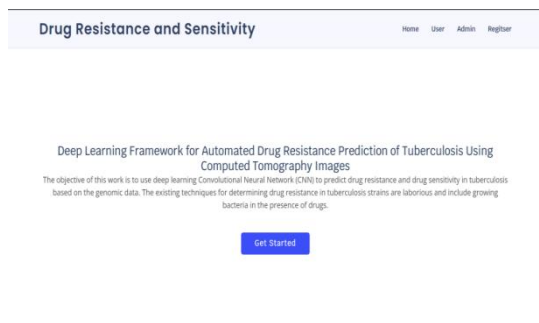 Drug Resistance and Sensitivity
Home User Admin Regitser
Deep Learning Framework for Automated Drug Resistance Prediction of Tuberculosis Using
Computed Tomography Images
The objective of this work is to use deep learning Convolutional Neural Network (CNN) to predict drug resistance and drug sensitivity in tuberculosis
based on the genomic data. The existing techniques for determining drug resistance in tuberculosis strains are laborious and include growing
bacteria in the presence of drugs.
Get Started